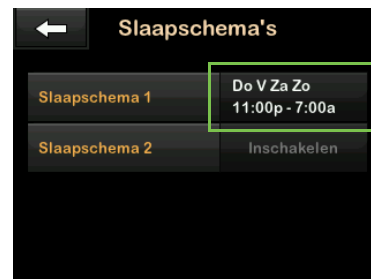 Slaapschema's
Slaapschema 1
Do V Za Zo
11:00p - 7:00a
Slaapschema 2
Inschakelen